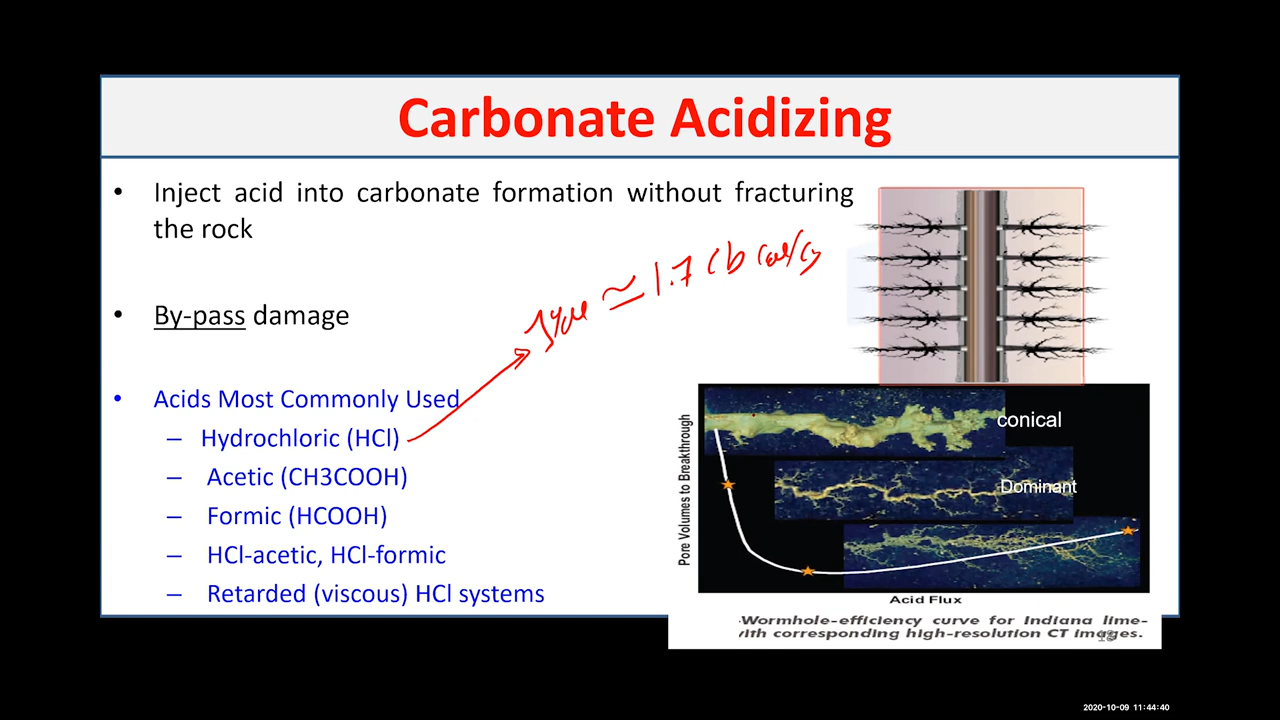 Carbonate Acidizing
• Inject acid into carbonate formation without fracturing
the rock
• By-pass damage
≃ 1.7
• Acids Most Commonly Used
– Hydrochloric (HCl)
– Acetic (CH3COOH)
– Formic (HCOOH)
– HCl-acetic, HCl-formic
– Retarded (viscous) HCl systems
conical
Dominant
Pore Volumes to Breakthrough
Acid Flux
Wormhole-efficiency curve for Indiana lime-
ith corresponding high-resolution CT images.
2020-10-09 11:44:40